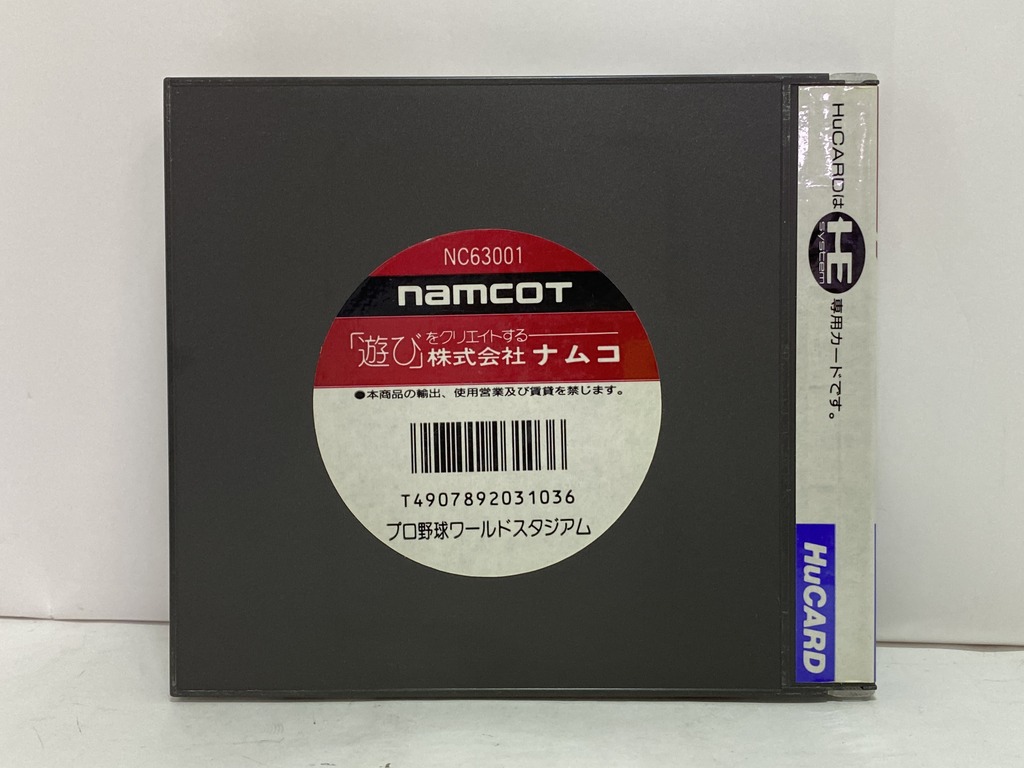 NC63001
namcot
「遊び」をクリエイトする
株式会社ナムコ
●本商品の輸出、使用営業及び賃貸を禁じます。
T4907892031036
プロ野球ワールドスタジアム
HuCARDは HE system 専用カードです。
HuCARD